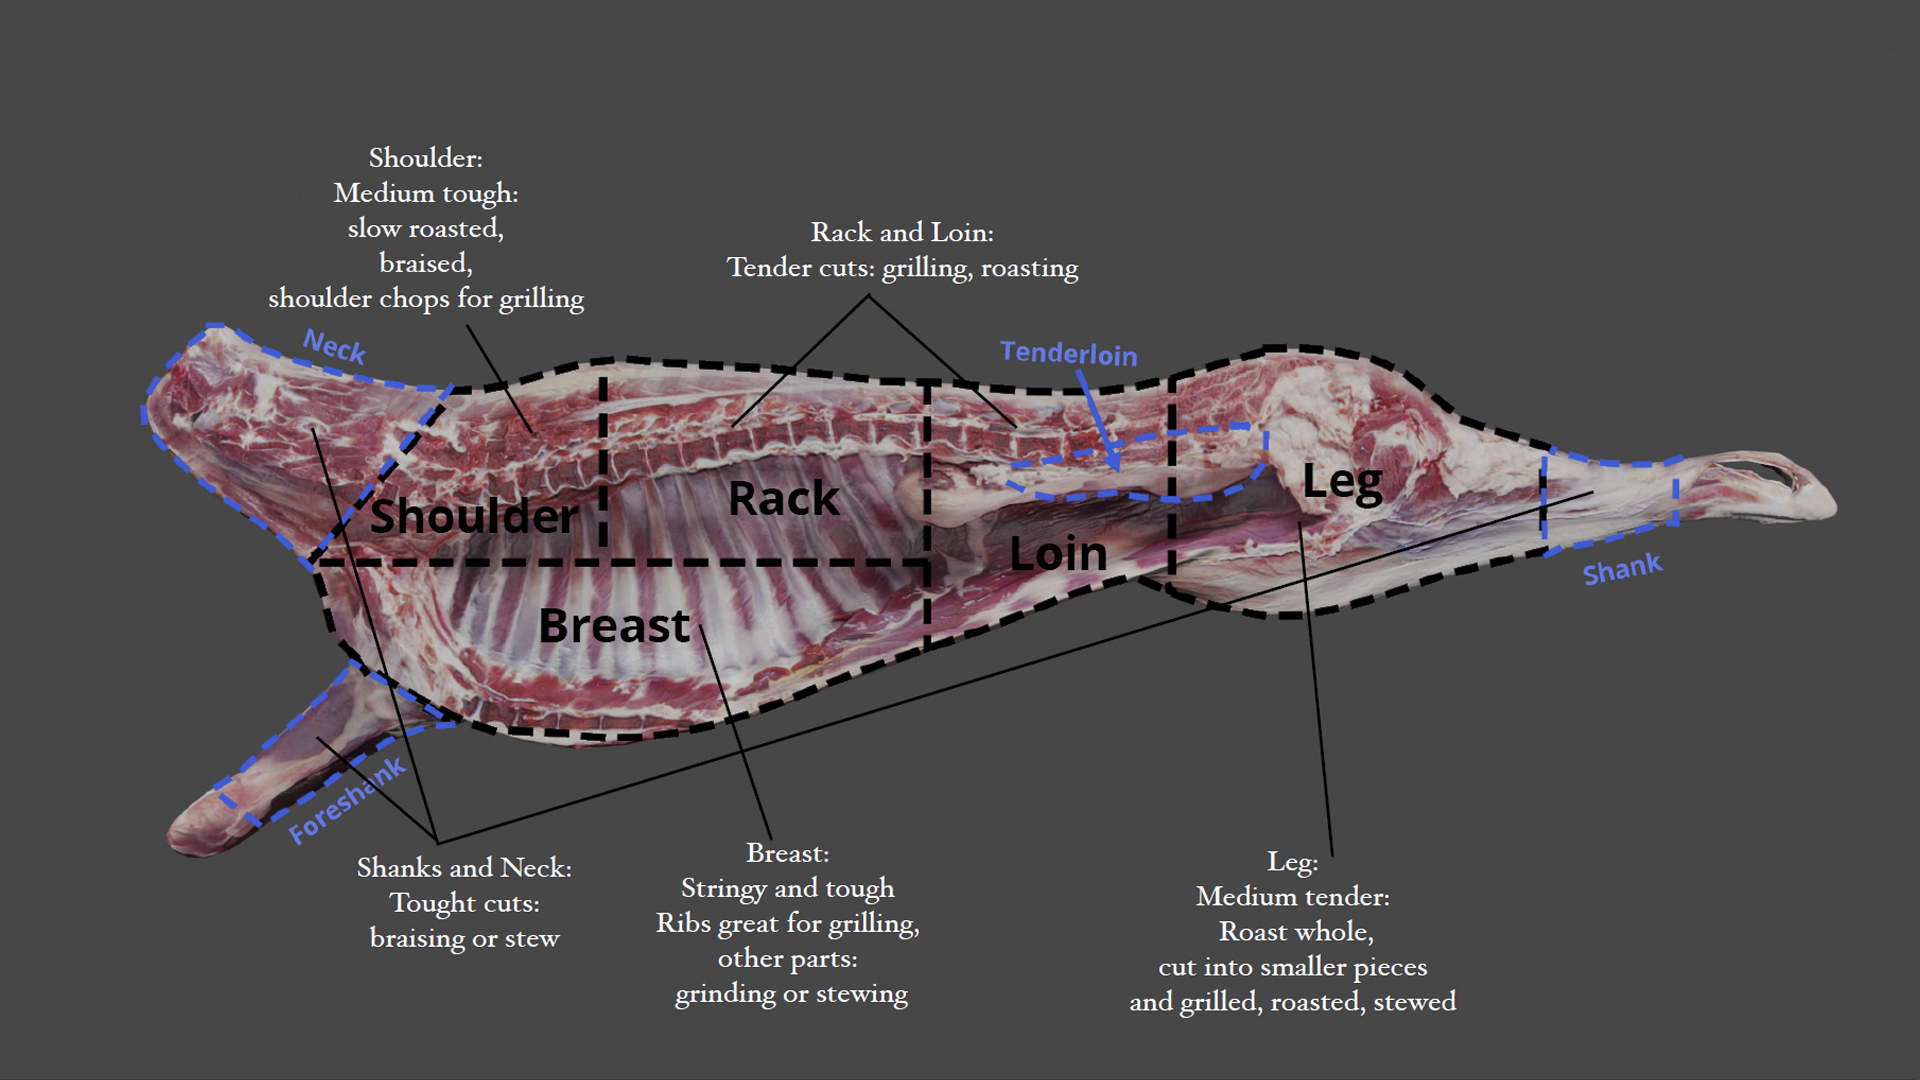 Shoulder:
Medium tough:
slow roasted,
braised,
shoulder chops for grilling
Rack and Loin:
Tender cuts: grilling, roasting
Neck
Tenderloin
Shoulder
Rack
Leg
Loin
Breast
Shank
Foreshank
Shanks and Neck:
Tought cuts:
braising or stew
Breast:
Stringy and tough
Ribs great for grilling,
other parts:
grinding or stewing
Leg:
Medium tender:
Roast whole,
cut into smaller pieces
and grilled, roasted, stewed